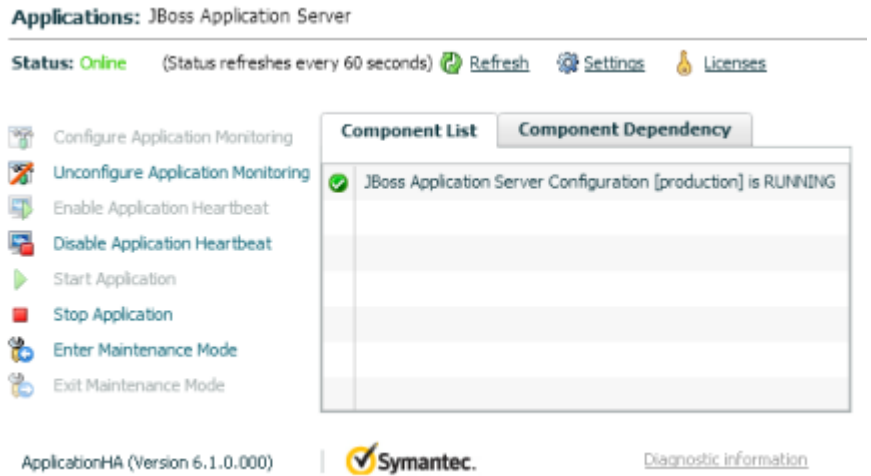 Applications: JBoss Application Server
Status: Online (Status refreshes every 60 seconds) Refresh Settings Licenses
Configure Application Monitoring
Unconfigure Application Monitoring
Enable Application Heartbeat
Disable Application Heartbeat
Start Application
Stop Application
Enter Maintenance Mode
Exit Maintenance Mode
Component List Component Dependency
JBoss Application Server Configuration [production] is RUNNING
ApplicationHA (Version 6.1.0.000) Symantec. Diagnostic information